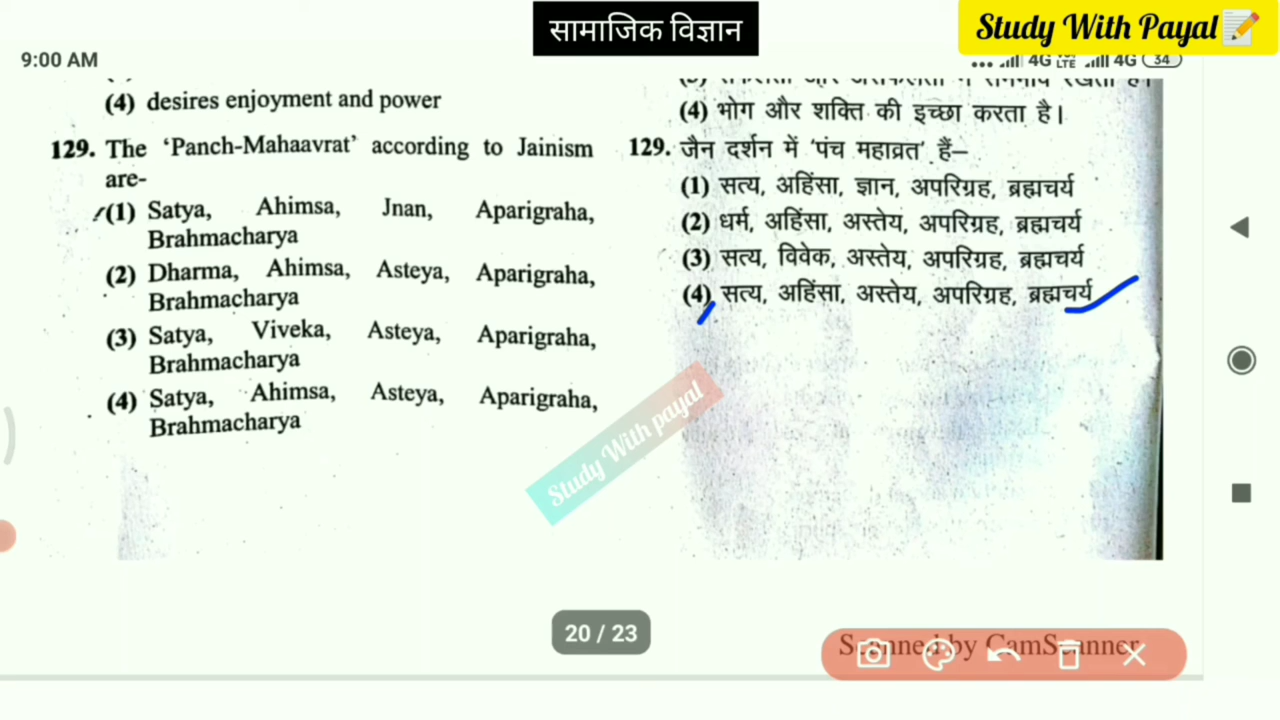 सामाजिक विज्ञान
Study With Payal
9:00 AM
4G VoLTE 4G 34
(4) desires enjoyment and power
129. The ‘Panch-Mahaavrat’ according to Jainism
are-
(1) Satya, Ahimsa, Jnan, Aparigraha,
Brahmacharya
(2) Dharma, Ahimsa, Asteya, Aparigraha,
Brahmacharya
(3) Satya, Viveka, Asteya, Aparigraha,
Brahmacharya
(4) Satya, Ahimsa, Asteya, Aparigraha,
Brahmacharya
(4) भोग और शक्ति की इच्छा करता है।
129. जैन दर्शन में ‘पंच महाव्रत’ हैं–
(1) सत्य, अहिंसा, ज्ञान, अपरिग्रह, ब्रह्मचर्य
(2) धर्म, अहिंसा, अस्तेय, अपरिग्रह, ब्रह्मचर्य
(3) सत्य, विवेक, अस्तेय, अपरिग्रह, ब्रह्मचर्य
(4) सत्य, अहिंसा, अस्तेय, अपरिग्रह, ब्रह्मचर्य
Study With payal
20 / 23
Scanned by CamScanner